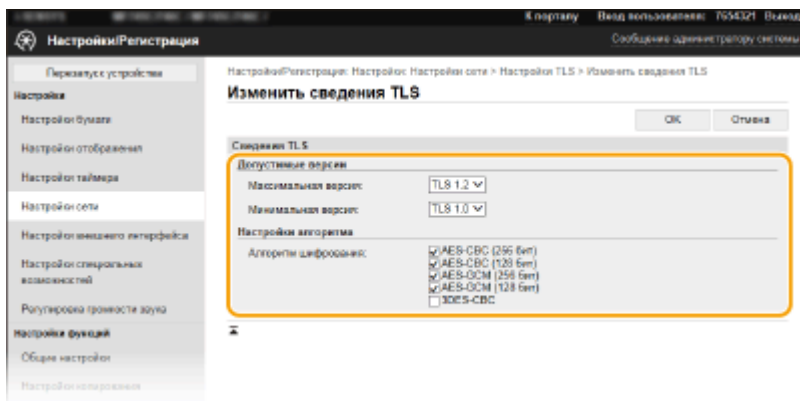 К порталу Вход пользователя: 7654321 Выход
Настройки/Регистрация
Сообщение администратору системы
Перезапуск устройства
Настройки/Регистрация: Настройки: Настройки сети > Настройки TLS > Изменить сведения TLS
Настройки
Изменить сведения TLS
Настройки бумаги
OK
Отмена
Настройки отображения
Сведения TLS
Допустимые версии
Настройки таймера
Максимальная версия:
TLS 1.2
Настройки сети
Минимальная версия:
TLS 1.0
Настройки внешнего интерфейса
Настройки алгоритма
Алгоритм шифрования:
AES-CBC (256 бит)
AES-CBC (128 бит)
AES-GCM (256 бит)
AES-GCM (128 бит)
3DES-CBC
Настройки специальных
возможностей
Регулировка громкости звука
Настройки функций
Общие настройки
Настройки копирования